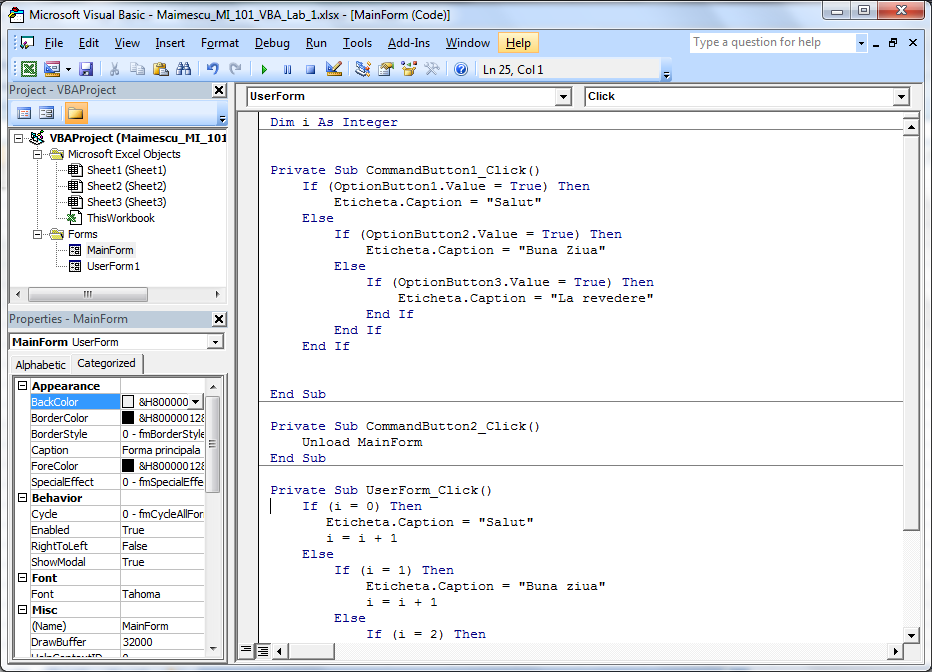 Microsoft Visual Basic - Maimescu_MI_101_VBA_Lab_1.xlsx - [MainForm (Code)]
File Edit View Insert Format Debug Run Tools Add-Ins Window Help
Type a question for help
Ln 25, Col 1
Project - VBAProject
VBAProject (Maimescu_MI_101
Microsoft Excel Objects
Sheet1 (Sheet1)
Sheet2 (Sheet2)
Sheet3 (Sheet3)
ThisWorkbook
Forms
MainForm
UserForm1
Properties - MainForm
MainForm UserForm
Alphabetic Categorized
Appearance
BackColor &H800000
BorderColor &H80000012&
BorderStyle 0 - fmBorderStyle
Caption Forma principala
ForeColor &H80000012&
SpecialEffect 0 - fmSpecialEffe
Behavior
Cycle 0 - fmCycleAllFor
Enabled True
RightToLeft False
ShowModal True
Font
Font Tahoma
Misc
(Name) MainForm
DrawBuffer 32000
HelpContextID 0
UserForm Click
Dim i As Integer
Private Sub CommandButton1_Click()
If (OptionButton1.Value = True) Then
Eticheta.Caption = "Salut"
Else
If (OptionButton2.Value = True) Then
Eticheta.Caption = "Buna Ziua"
Else
If (OptionButton3.Value = True) Then
Eticheta.Caption = "La revedere"
End If
End If
End If
End Sub
Private Sub CommandButton2_Click()
Unload MainForm
End Sub
Private Sub UserForm_Click()
If (i = 0) Then
Eticheta.Caption = "Salut"
i = i + 1
Else
If (i = 1) Then
Eticheta.Caption = "Buna ziua"
i = i + 1
Else
If (i = 2) Then